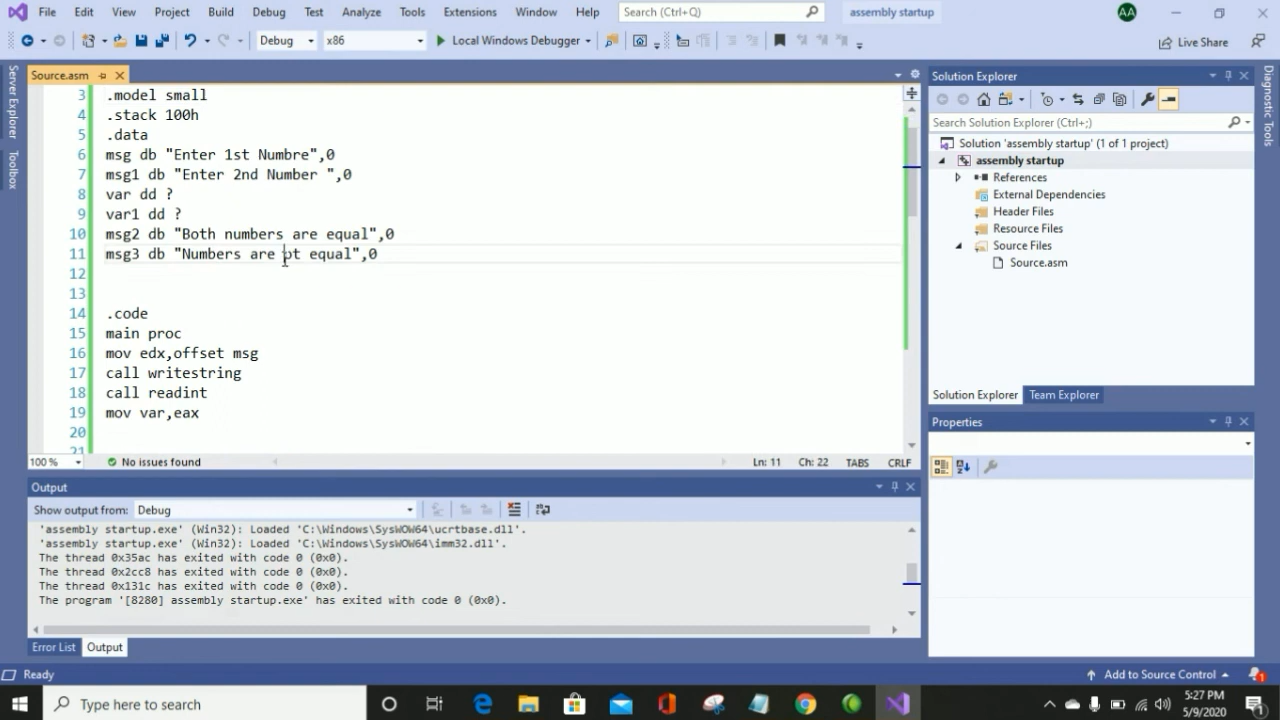 File Edit View Project Build Debug Test Analyze Tools Extensions Window Help Search (Ctrl+Q) assembly startup AA
Debug x86 Local Windows Debugger Live Share
Server Explorer
Toolbox
Source.asm
3 .model small
4 .stack 100h
5 .data
6 msg db "Enter 1st Numbre",0
7 msg1 db "Enter 2nd Number ",0
8 var dd ?
9 var1 dd ?
10 msg2 db "Both numbers are equal",0
11 msg3 db "Numbers are ot equal",0
12
13
14 .code
15 main proc
16 mov edx,offset msg
17 call writestring
18 call readint
19 mov var,eax
20
21
100 % No issues found Ln: 11 Ch: 22 TABS CRLF
Output
Show output from: Debug
'assembly startup.exe' (Win32): Loaded 'C:\Windows\SysWOW64\ucrtbase.dll'.
'assembly startup.exe' (Win32): Loaded 'C:\Windows\SysWOW64\imm32.dll'.
The thread 0x35ac has exited with code 0 (0x0).
The thread 0x2cc8 has exited with code 0 (0x0).
The thread 0x131c has exited with code 0 (0x0).
The program '[8280] assembly startup.exe' has exited with code 0 (0x0).
Error List Output
Solution Explorer
Search Solution Explorer (Ctrl+;)
Solution 'assembly startup' (1 of 1 project)
assembly startup
References
External Dependencies
Header Files
Resource Files
Source Files
Source.asm
Solution Explorer Team Explorer
Properties
Diagnostic Tools
Ready Add to Source Control 1
Type here to search
5:27 PM
5/9/2020
1